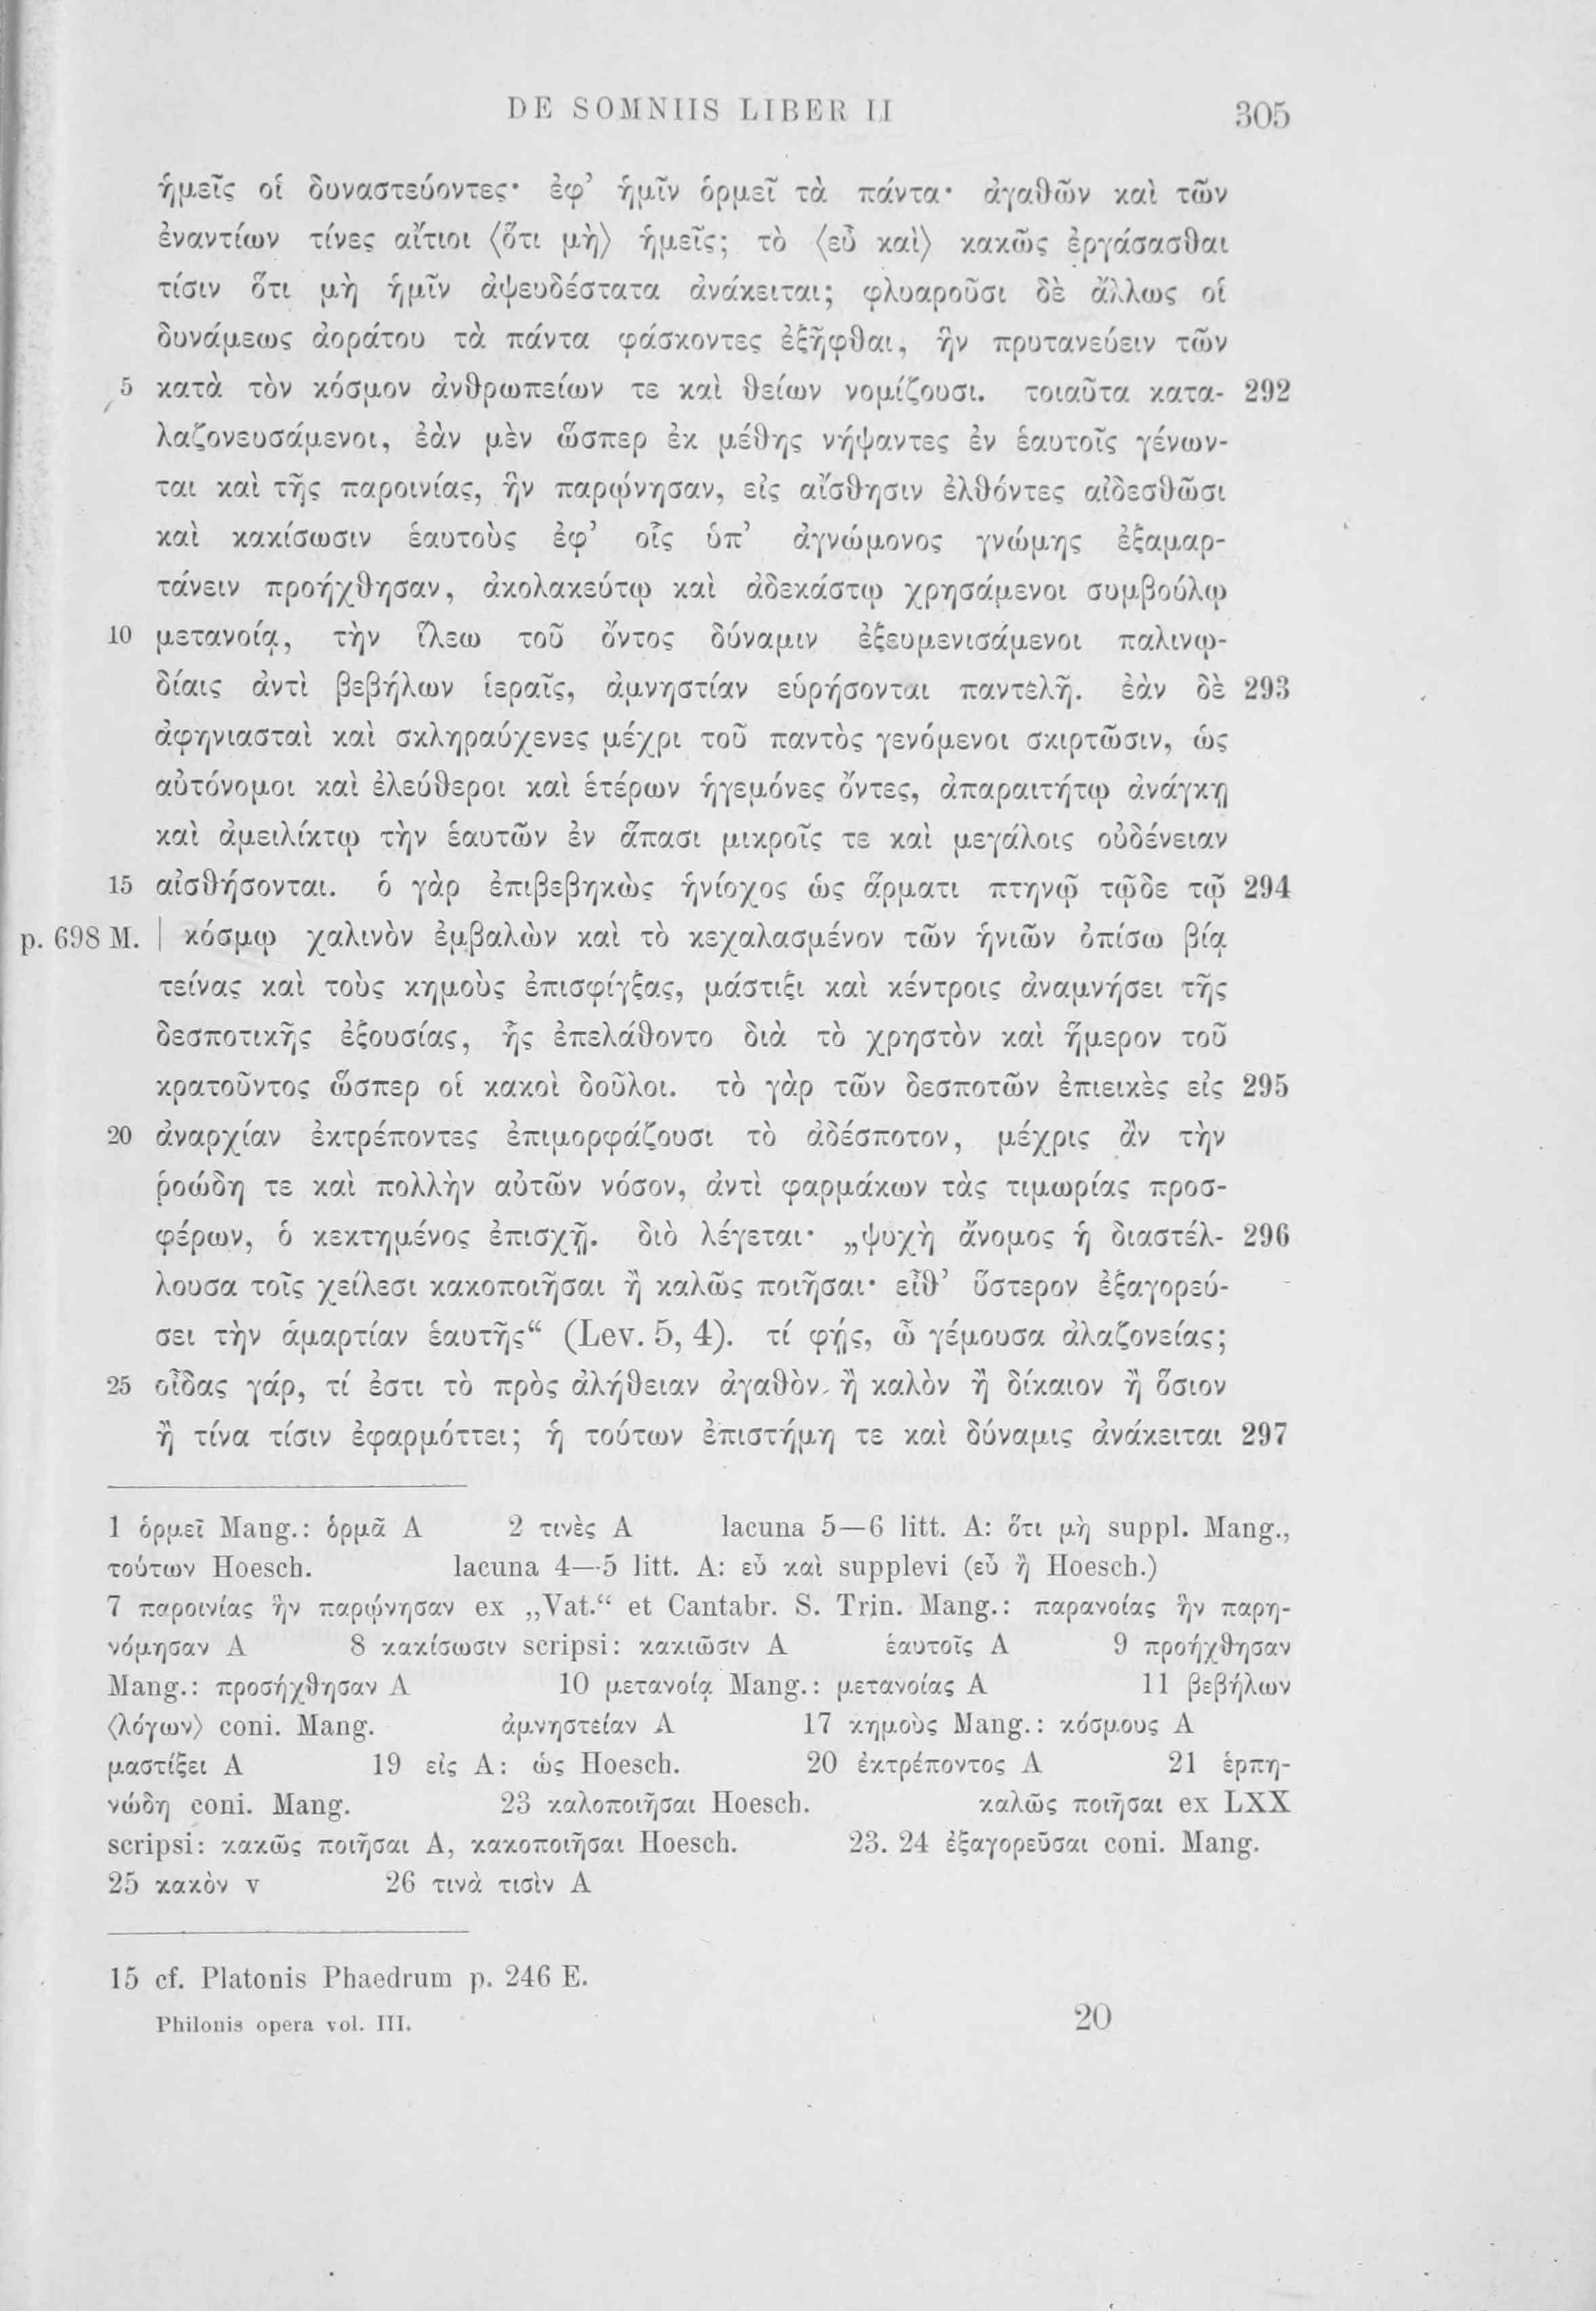 DE SOMNIIS LIBER II 305
ἡμεῖς οἱ δυναστεύοντες· ἐφ’ ἡμῖν ὁρμεῖ τὰ πάντα· ἀγαθῶν καὶ τῶν
ἐναντίων τίνες αἴτιοι ⟨ὅτι μὴ⟩ ἡμεῖς; τὸ ⟨εὖ καὶ⟩ κακῶς ἐργάσασθαι
τίσιν ὅτι μὴ ἡμῖν ἀψευδέστατα ἀνάκειται; φλυαροῦσι δὲ ἄλλως οἱ
δυνάμεως ἀοράτου τὰ πάντα φάσκοντες ἐξῆφθαι, ἣν πρυτανεύειν τῶν
5 κατὰ τὸν κόσμον ἀνθρωπείων τε καὶ θείων νομίζουσι. τοιαῦτα κατα- 292
λαζονευσάμενοι, ἐὰν μὲν ὥσπερ ἐκ μέθης νήψαντες ἐν ἑαυτοῖς γένων-
ται καὶ τῆς παροινίας, ἣν παρῴνησαν, εἰς αἴσθησιν ἐλθόντες αἰδεσθῶσι
καὶ κακίσωσιν ἑαυτοὺς ἐφ’ οἷς ὑπ’ ἀγνώμονος γνώμης ἐξαμαρ-
τάνειν προήχθησαν, ἀκολακεύτῳ καὶ ἀδεκάστῳ χρησάμενοι συμβούλῳ
10 μετανοίᾳ, τὴν ἵλεω τοῦ ὄντος δύναμιν ἐξευμενισάμενοι παλινῳ-
δίαις ἀντὶ βεβήλων ἱεραῖς, ἀμνηστίαν εὑρήσονται παντελῆ. ἐὰν δὲ 293
ἀφηνιασταὶ καὶ σκληραύχενες μέχρι τοῦ παντὸς γενόμενοι σκιρτῶσιν, ὡς
αὐτόνομοι καὶ ἐλεύθεροι καὶ ἑτέρων ἡγεμόνες ὄντες, ἀπαραιτήτῳ ἀνάγκῃ
καὶ ἀμειλίκτῳ τὴν ἑαυτῶν ἐν ἅπασι μικροῖς τε καὶ μεγάλοις οὐδένειαν
15 αἰσθήσονται. ὁ γὰρ ἐπιβεβηκὼς ἡνίοχος ὡς ἅρματι πτηνῷ τῷδε τῷ 294
p. 698 M. | κόσμῳ χαλινὸν ἐμβαλὼν καὶ τὸ κεχαλασμένον τῶν ἡνιῶν ὀπίσω βίᾳ
τείνας καὶ τοὺς κημοὺς ἐπισφίγξας, μάστιξι καὶ κέντροις ἀναμνήσει τῆς
δεσποτικῆς ἐξουσίας, ἧς ἐπελάθοντο διὰ τὸ χρηστὸν καὶ ἥμερον τοῦ
κρατοῦντος ὥσπερ οἱ κακοὶ δοῦλοι. τὸ γὰρ τῶν δεσποτῶν ἐπιεικὲς εἰς 295
20 ἀναρχίαν ἐκτρέποντες ἐπιμορφάζουσι τὸ ἀδέσποτον, μέχρις ἂν τὴν
ῥοώδη τε καὶ πολλὴν αὐτῶν νόσον, ἀντὶ φαρμάκων τὰς τιμωρίας προσ-
φέρων, ὁ κεκτημένος ἐπισχῇ. διὸ λέγεται· „ψυχὴ ἄνομος ἡ διαστέλ- 296
λουσα τοῖς χείλεσι κακοποιῆσαι ἢ καλῶς ποιῆσαι· εἶθ’ ὕστερον ἐξαγορεύ-
σει τὴν ἁμαρτίαν ἑαυτῆς“ (Lev. 5, 4). τί φῄς, ὦ γέμουσα ἀλαζονείας;
25 οἶδας γάρ, τί ἐστι τὸ πρὸς ἀλήθειαν ἀγαθὸν ἢ καλὸν ἢ δίκαιον ἢ ὅσιον
ἢ τίνα τίσιν ἐφαρμόττει; ἡ τούτων ἐπιστήμη τε καὶ δύναμις ἀνάκειται 297
1 ὁρμεῖ Mang.: ὁρμᾶ A 2 τινὲς A lacuna 5—6 litt. A: ὅτι μὴ suppl. Mang.,
τούτων Hoesch. lacuna 4—5 litt. A: εὖ καὶ supplevi (εὖ ἢ Hoesch.)
7 παροινίας ἣν παρῴνησαν ex „Vat.“ et Cantabr. S. Trin. Mang.: παρανοίας ἣν παρη-
νόμησαν A 8 κακίσωσιν scripsi: κακιῶσιν A ἑαυτοῖς A 9 προήχθησαν
Mang.: προσήχθησαν A 10 μετανοίᾳ Mang.: μετανοίας A 11 βεβήλων
⟨λόγων⟩ coni. Mang. ἀμνηστείαν A 17 κημοὺς Mang.: κόσμους A
μαστίξει A 19 εἰς A: ὡς Hoesch. 20 ἐκτρέποντος A 21 ἑρπη-
νώδη coni. Mang. 23 καλοποιῆσαι Hoesch. καλῶς ποιῆσαι ex LXX
scripsi: κακῶς ποιῆσαι A, κακοποιῆσαι Hoesch. 23. 24 ἐξαγορεῦσαι coni. Mang.
25 κακὸν v 26 τινὰ τισὶν A
15 cf. Platonis Phaedrum p. 246 E.
Philonis opera vol. III. 20